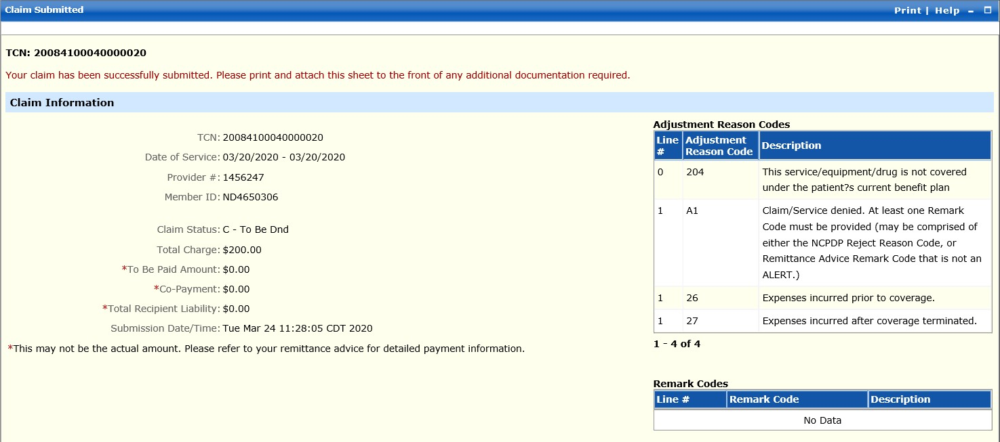 Claim Submitted
Print | Help
TCN: 20084100040000020
Your claim has been successfully submitted. Please print and attach this sheet to the front of any additional documentation required.
Claim Information
TCN: 20084100040000020
Date of Service: 03/20/2020 - 03/20/2020
Provider #: 1456247
Member ID: ND4650306
Claim Status: C - To Be Dnd
Total Charge: $200.00
*To Be Paid Amount: $0.00
*Co-Payment: $0.00
*Total Recipient Liability: $0.00
Submission Date/Time: Tue Mar 24 11:28:05 CDT 2020
*This may not be the actual amount. Please refer to your remittance advice for detailed payment information.
Adjustment Reason Codes
Line # Adjustment Reason Code Description
0 204 This service/equipment/drug is not covered
under the patient?s current benefit plan
1 A1 Claim/Service denied. At least one Remark
Code must be provided (may be comprised of
either the NCPDP Reject Reason Code, or
Remittance Advice Remark Code that is not an
ALERT.)
1 26 Expenses incurred prior to coverage.
1 27 Expenses incurred after coverage terminated.
1 - 4 of 4
Remark Codes
Line # Remark Code Description
No Data